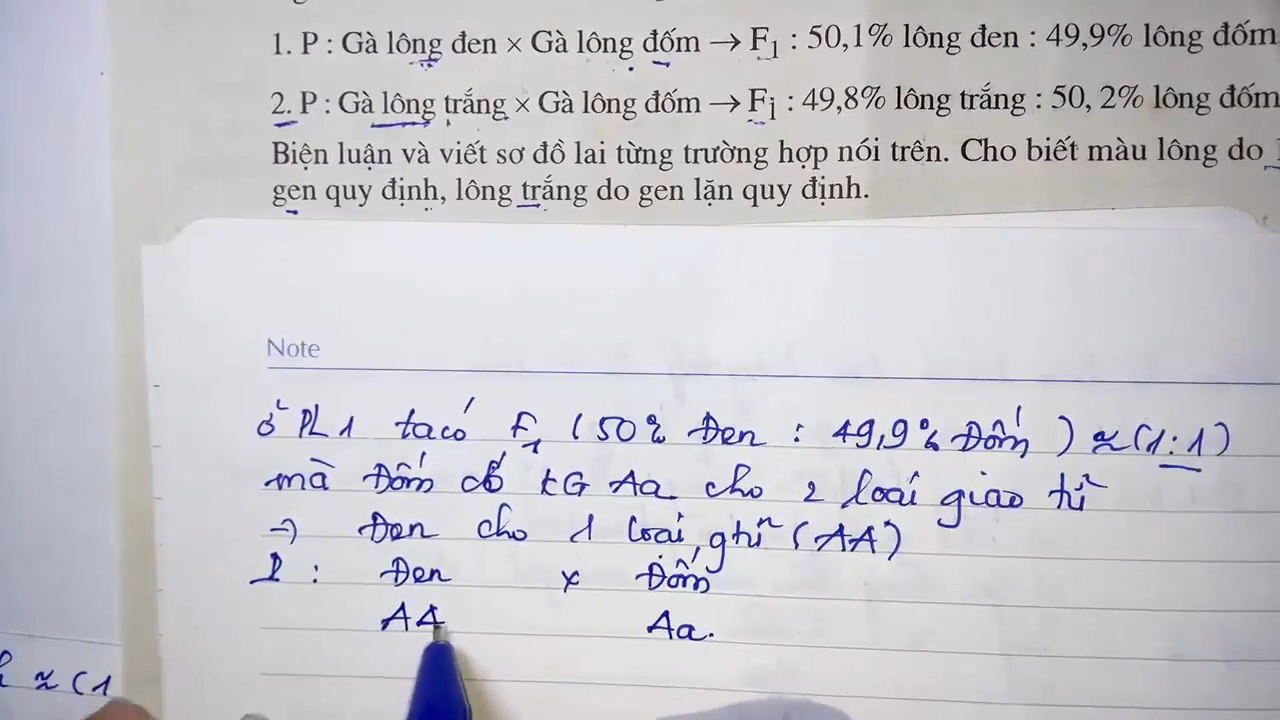 1. P : Gà lông đen × Gà lông đốm → F1 : 50,1% lông đen : 49,9% lông đốm
2. P : Gà lông trắng × Gà lông đốm → F1 : 49,8% lông trắng : 50, 2% lông đốm
Biện luận và viết sơ đồ lai từng trường hợp nói trên. Cho biết màu lông do
gen quy định, lông trắng do gen lặn quy định.
Note
ở PL 1 ta có F1 (50% Đen : 49,9% Đốm) ≈ (1:1)
mà Đốm có KG Aa cho 2 loại giao tử
→ Đen cho 1 loại gtử (AA)
P : Đen × Đốm
AA Aa.
≈ (1